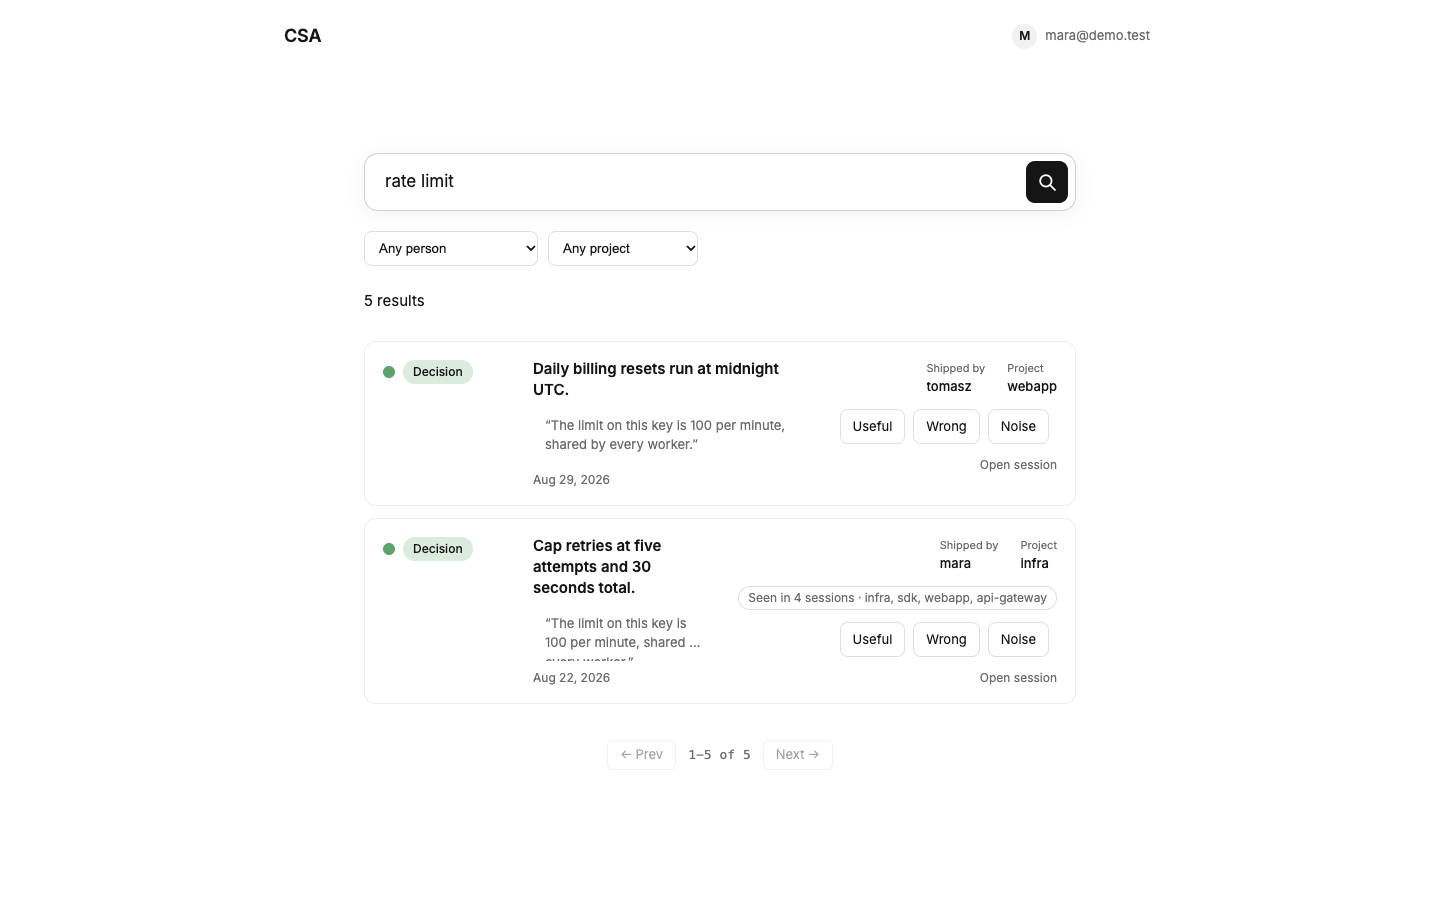 CSA
M mara@demo.test
rate limit
Any person Any project
5 results
Decision
Daily billing resets run at midnight
UTC.
“The limit on this key is 100 per minute,
shared by every worker.”
Aug 29, 2026
Shipped by Project
tomasz webapp
Useful Wrong Noise
Open session
Decision
Cap retries at five
attempts and 30
seconds total.
“The limit on this key is
100 per minute, shared ...
every worker.”
Aug 22, 2026
Shipped by Project
mara infra
Seen in 4 sessions · infra, sdk, webapp, api-gateway
Useful Wrong Noise
Open session
← Prev 1–5 of 5 Next →